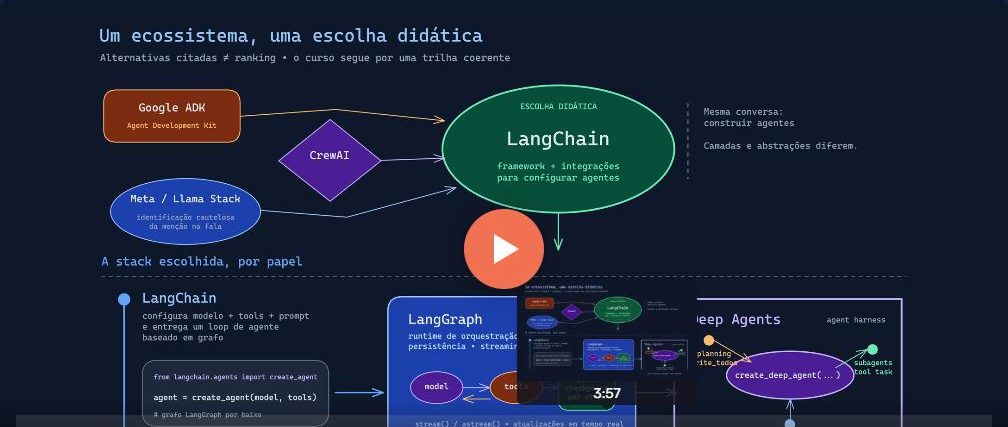 Um ecossistema, uma escolha didática
Alternativas citadas ≠ ranking • o curso segue por uma trilha coerente
Google ADK
Agent Development Kit
CrewAI
Meta / Llama Stack
identificação cautelosa
da menção na fala
ESCOLHA DIDÁTICA
LangChain
framework + integrações
para configurar agentes
Mesma conversa:
construir agentes
Camadas e abstrações diferem.
A stack escolhida, por papel
LangChain
configura modelo + tools + prompt
e entrega um loop de agente
baseado em grafo
from langchain.agents import create_agent
agent = create_agent(model, tools)
# grafo LangGraph por baixo
LangGraph
runtime de orquestração
persistência • streamin
model
tools
stream() / astream() + atualizações em tempo real
3:57
Deep Agents
agent harness
planning
write_todos
create_deep_agent(...)
subagents
tool task